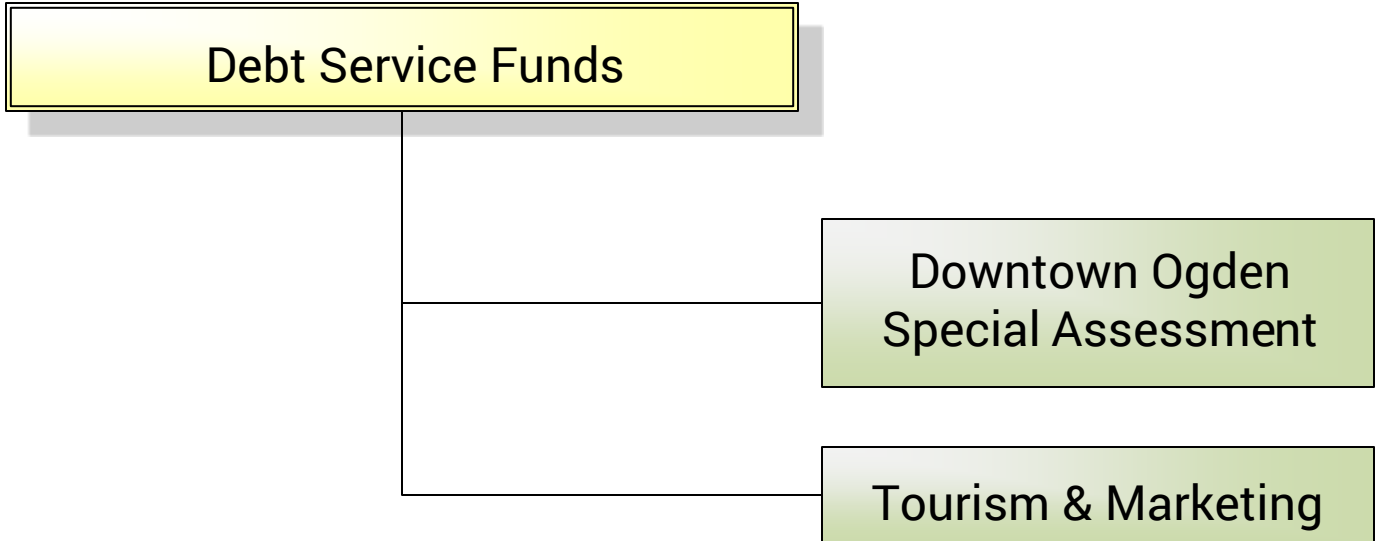 Debt Service Funds
Downtown Ogden
Special Assessment
Tourism & Marketing